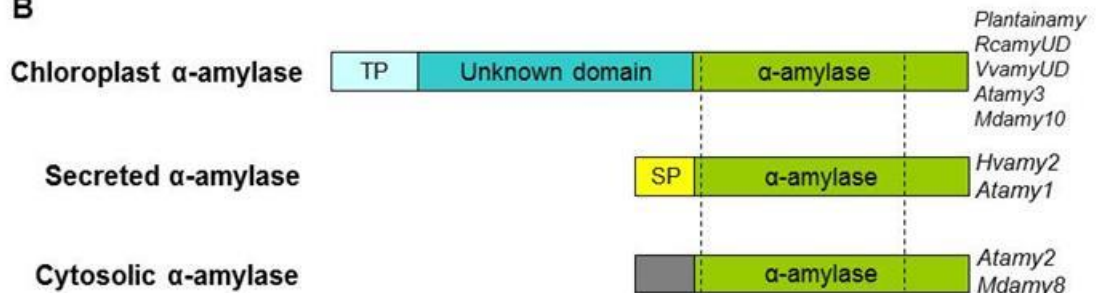 B
Chloroplast α-amylase TP Unknown domain α-amylase
Plantainamy
RcamyUD
VvamyUD
Atamy3
Mdamy10
Secreted α-amylase SP α-amylase
Hvamy2
Atamy1
Cytosolic α-amylase α-amylase
Atamy2
Mdamy8